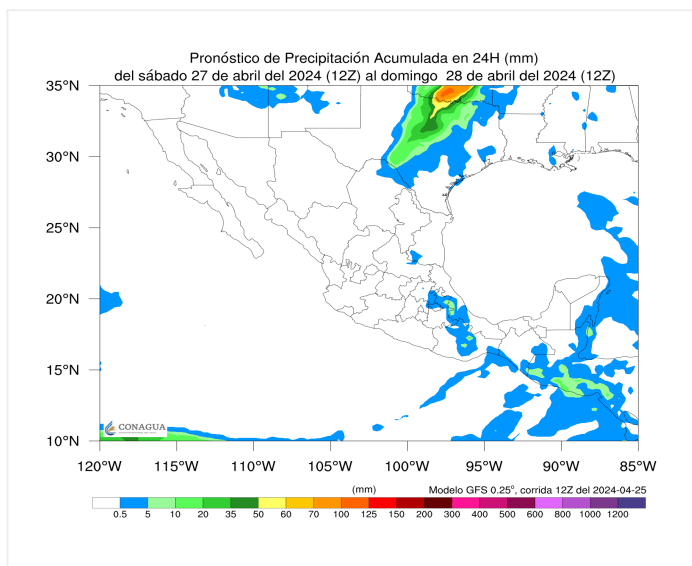 Pronóstico de Precipitación Acumulada en 24H (mm)
del sábado 27 de abril del 2024 (12Z) al domingo 28 de abril del 2024 (12Z)
35°N
30°N
25°N
20°N
15°N
10°N
CONAGUA
120°W 115°W 110°W 105°W 100°W 95°W 90°W 85°W
(mm) Modelo GFS 0.25°, corrida 12Z del 2024-04-25
0.5 5 10 20 35 50 60 70 100 125 150 200 300 400 500 600 800 1000 1200